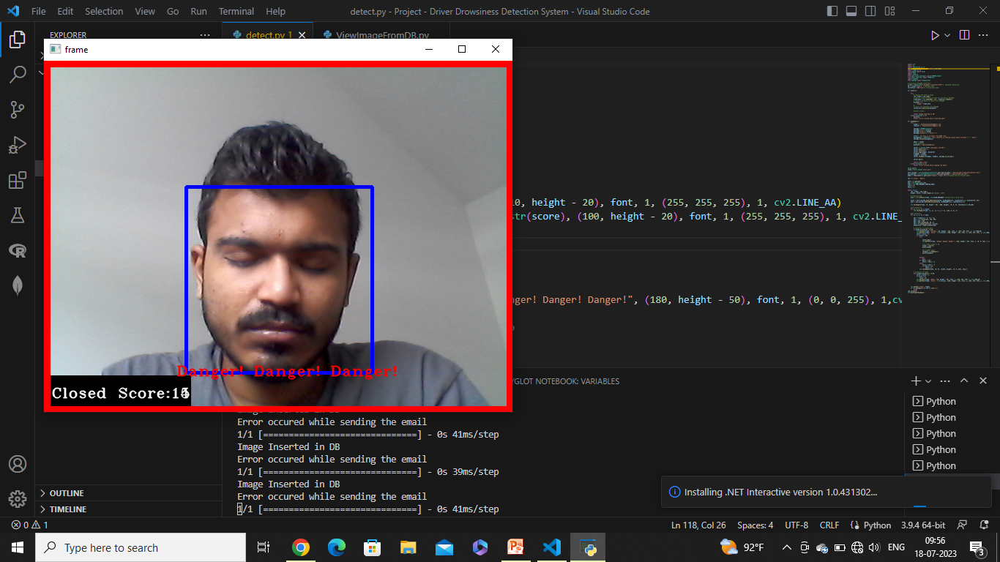 File Edit Selection View Go Run Terminal Help
detect.py - Project - Driver Drowsiness Detection System - Visual Studio Code
EXPLORER
detect.py 1
ViewImageFromDB.py
frame
10, height - 20), font, 1, (255, 255, 255), 1, cv2.LINE_AA)
str(score), (100, height - 20), font, 1, (255, 255, 255), 1, cv2.LINE_
nger! Danger! Danger!", (180, height - 50), font, 1, (0, 0, 255), 1,cv
Danger! Danger! Danger!
Closed Score:
YGLOT NOTEBOOK: VARIABLES
Error occured while sending the email
1/1 [==============================] - 0s 41ms/step
Image Inserted in DB
Error occured while sending the email
1/1 [==============================] - 0s 39ms/step
Image Inserted in DB
Error occured while sending the email
1/1 [==============================] - 0s 41ms/step
Python
Python
Python
Python
Python
OUTLINE
TIMELINE
Installing .NET Interactive version 1.0.431302...
0 1
Ln 118, Col 26 Spaces: 4 UTF-8 CRLF Python 3.9.4 64-bit
Type here to search
92°F
ENG
09:56
18-07-2023
3